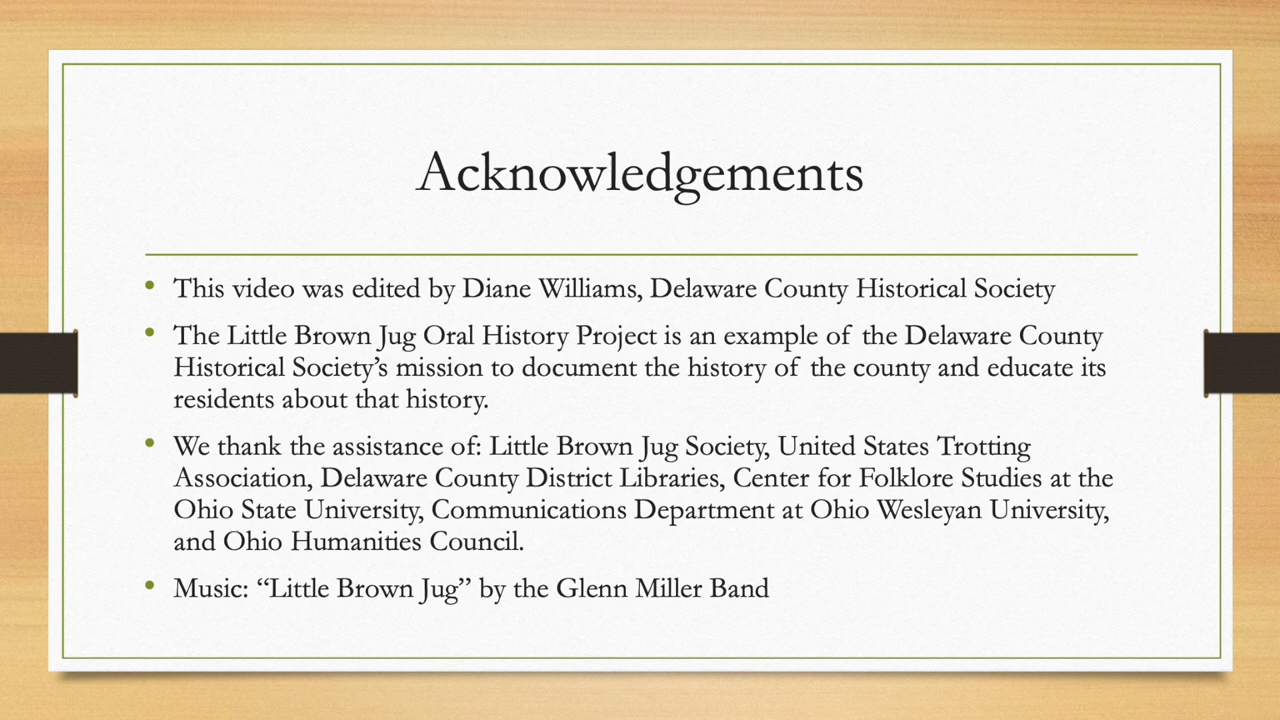 Acknowledgements
• This video was edited by Diane Williams, Delaware County Historical Society
• The Little Brown Jug Oral History Project is an example of the Delaware County
Historical Society’s mission to document the history of the county and educate its
residents about that history.
• We thank the assistance of: Little Brown Jug Society, United States Trotting
Association, Delaware County District Libraries, Center for Folklore Studies at the
Ohio State University, Communications Department at Ohio Wesleyan University,
and Ohio Humanities Council.
• Music: “Little Brown Jug” by the Glenn Miller Band